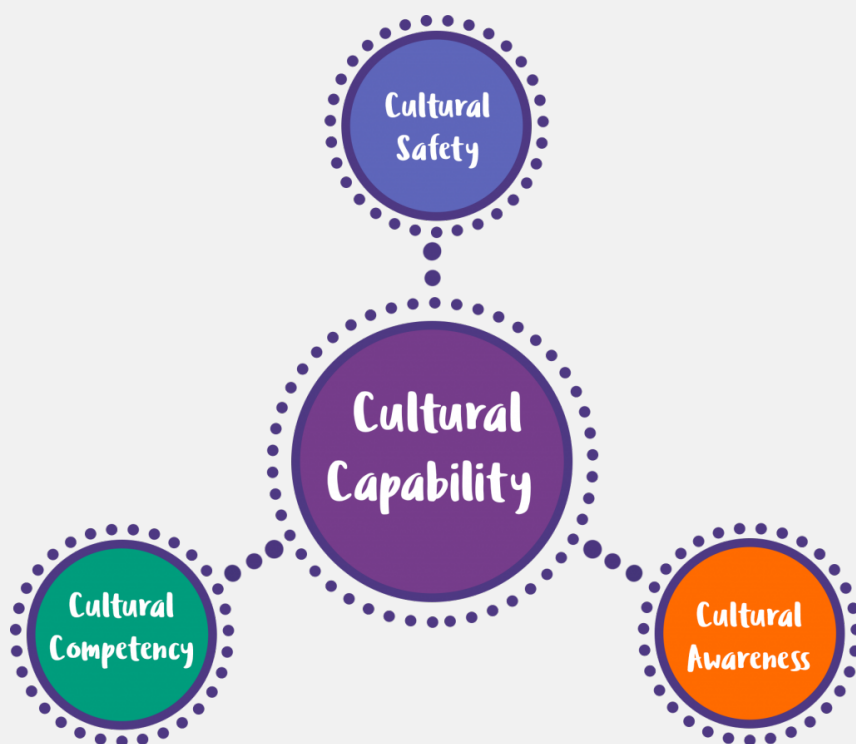 Cultural
Safety
Cultural
Capability
Cultural
Competency
Cultural
Awareness